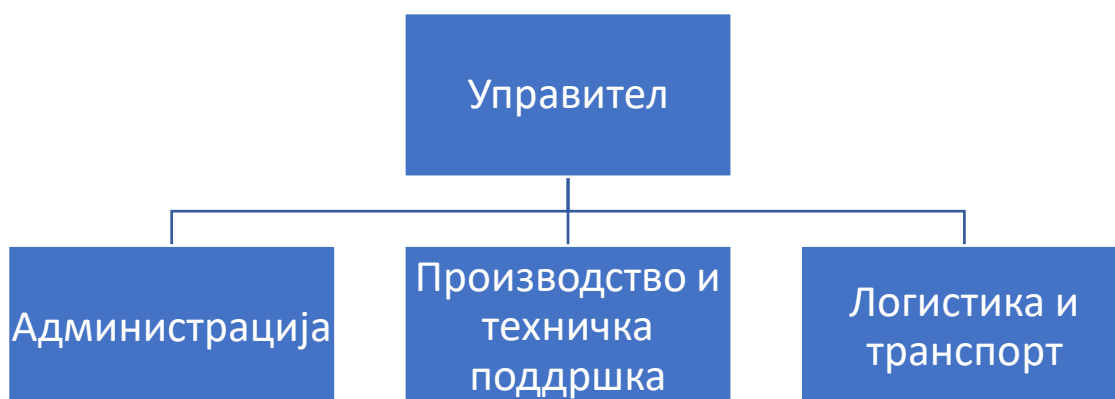 Управител
Администрација
Производство и
техничка
поддршка
Логистика и
транспорт